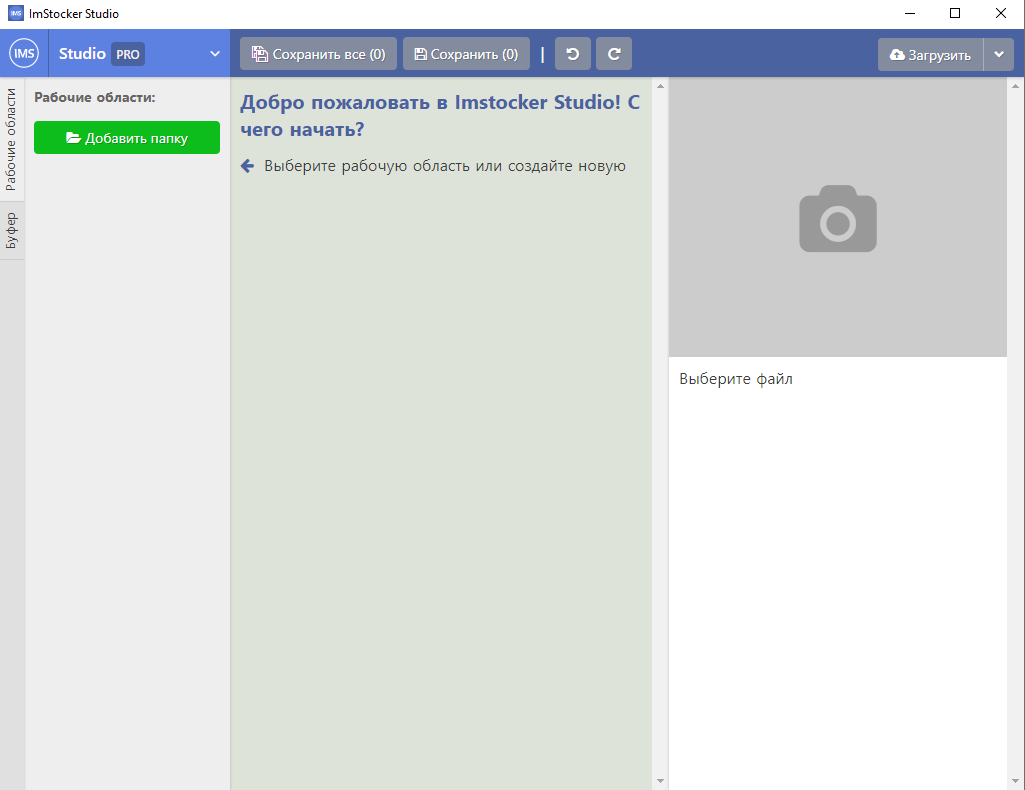 IMS ImStocker Studio
IMS Studio PRO
Сохранить все (0) Сохранить (0) | Загрузить
Рабочие области
Буфер
Рабочие области:
Добавить папку
Добро пожаловать в Imstocker Studio! С
чего начать?
Выберите рабочую область или создайте новую
Выберите файл